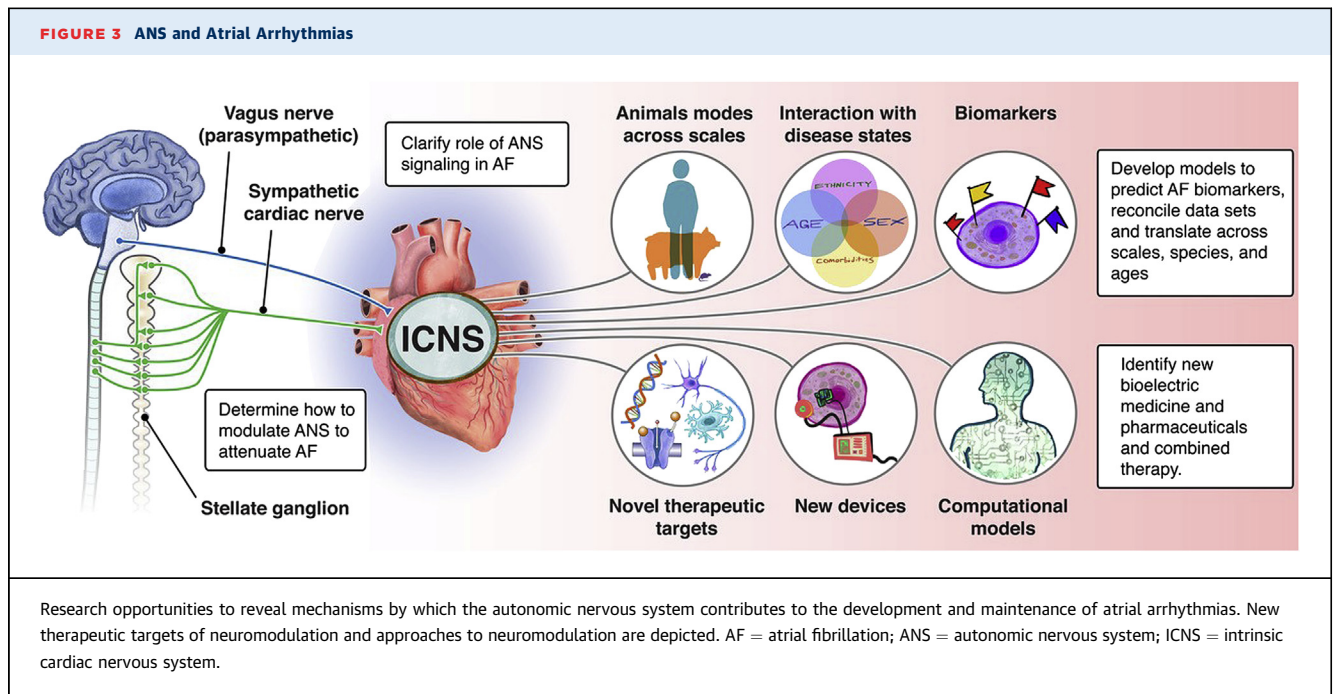 FIGURE 3 ANS and Atrial Arrhythmias
Vagus nerve
(parasympathetic)
Sympathetic
cardiac nerve
Clarify role of ANS
signaling in AF
Determine how to
modulate ANS to
attenuate AF
Stellate ganglion
ICNS
Animals modes
across scales
Interaction with
disease states
ETHNICITY
AGE
SEX
COMORBIDITIES
Biomarkers
Develop models to
predict AF biomarkers,
reconcile data sets
and translate across
scales, species, and
ages
Novel therapeutic
targets
New devices
Computational
models
Identify new
bioelectric
medicine and
pharmaceuticals
and combined
therapy.
Research opportunities to reveal mechanisms by which the autonomic nervous system contributes to the development and maintenance of atrial arrhythmias. New
therapeutic targets of neuromodulation and approaches to neuromodulation are depicted. AF = atrial fibrillation; ANS = autonomic nervous system; ICNS = intrinsic
cardiac nervous system.